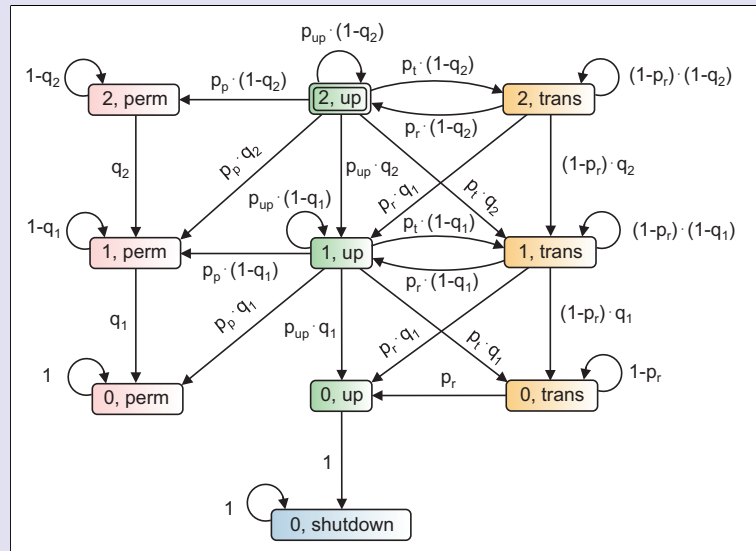 p_up · (1-q_2)
1-q_2
p_p · (1-q_2)
p_t · (1-q_2)
(1-p_r) · (1-q_2)
2, perm
2, up
2, trans
p_r · (1-q_2)
q_2
p_p · q_2
p_up · q_2
p_t · q_2
p_r · q_1
(1-p_r) · q_2
p_up · (1-q_1)
1-q_1
p_t · (1-q_1)
(1-p_r) · (1-q_1)
1, perm
1, up
1, trans
p_p · (1-q_1)
p_r · (1-q_1)
q_1
p_p · q_1
p_up · q_1
p_r · q_1
p_t · q_1
(1-p_r) · q_1
1
p_r
1-p_r
0, perm
0, up
0, trans
1
1
0, shutdown